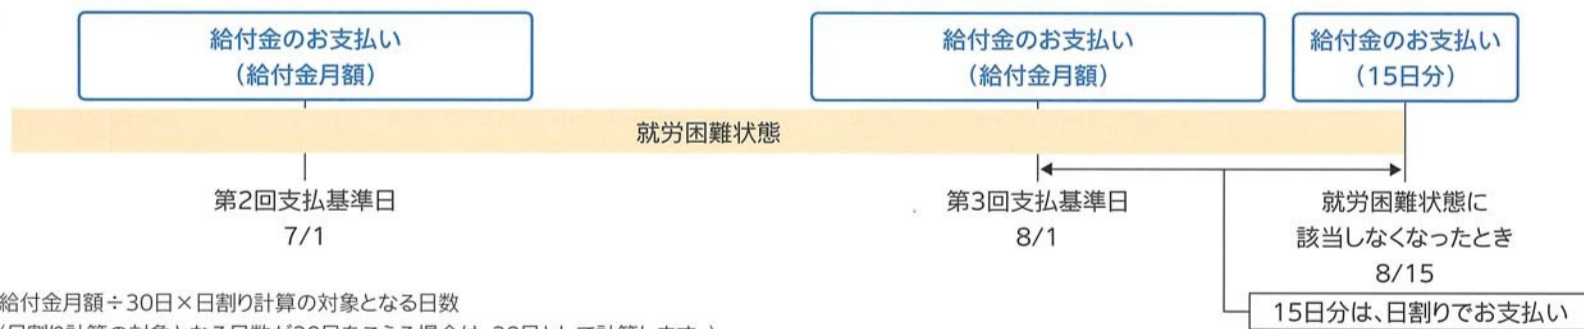 給付金のお支払い
（給付金月額）
給付金のお支払い
（給付金月額）
給付金のお支払い
（15日分）
就労困難状態
第2回支払基準日
7/1
第3回支払基準日
8/1
就労困難状態に
該当しなくなったとき
8/15
給付金月額÷30日×日割り計算の対象となる日数
15日分は、日割りでお支払い